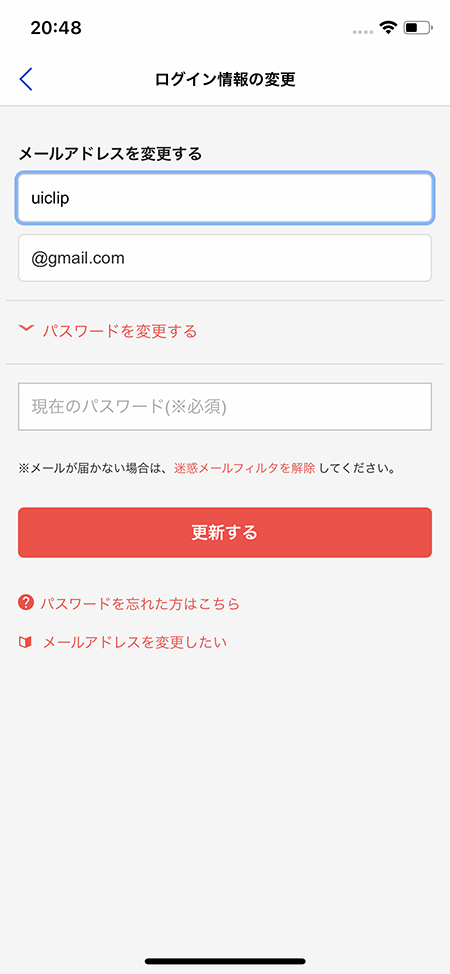 20:48
ログイン情報の変更
メールアドレスを変更する
uiclip
@gmail.com
パスワードを変更する
現在のパスワード(※必須)
※メールが届かない場合は、迷惑メールフィルタを解除してください。
更新する
パスワードを忘れた方はこちら
メールアドレスを変更したい